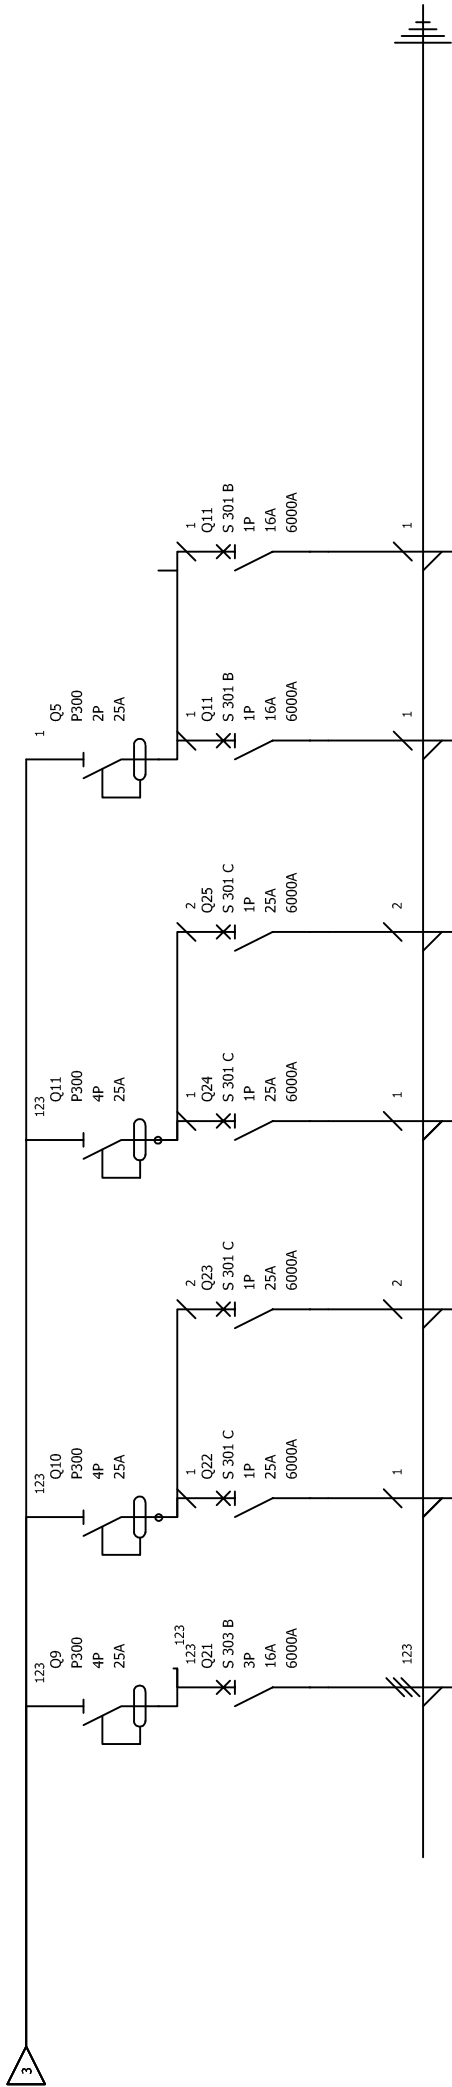 3
123
Q9
P300
4P
25A
123
123
Q21
S 303 B
3P
16A
6000A
123
123
Q10
P300
4P
25A
1
Q22
S 301 C
1P
25A
6000A
1
2
Q23
S 301 C
1P
25A
6000A
2
123
Q11
P300
4P
25A
1
Q24
S 301 C
1P
25A
6000A
1
2
Q25
S 301 C
1P
25A
6000A
2
1
Q5
P300
2P
25A
1
Q11
S 301 B
1P
16A
6000A
1
1
Q11
S 301 B
1P
16A
6000A
1